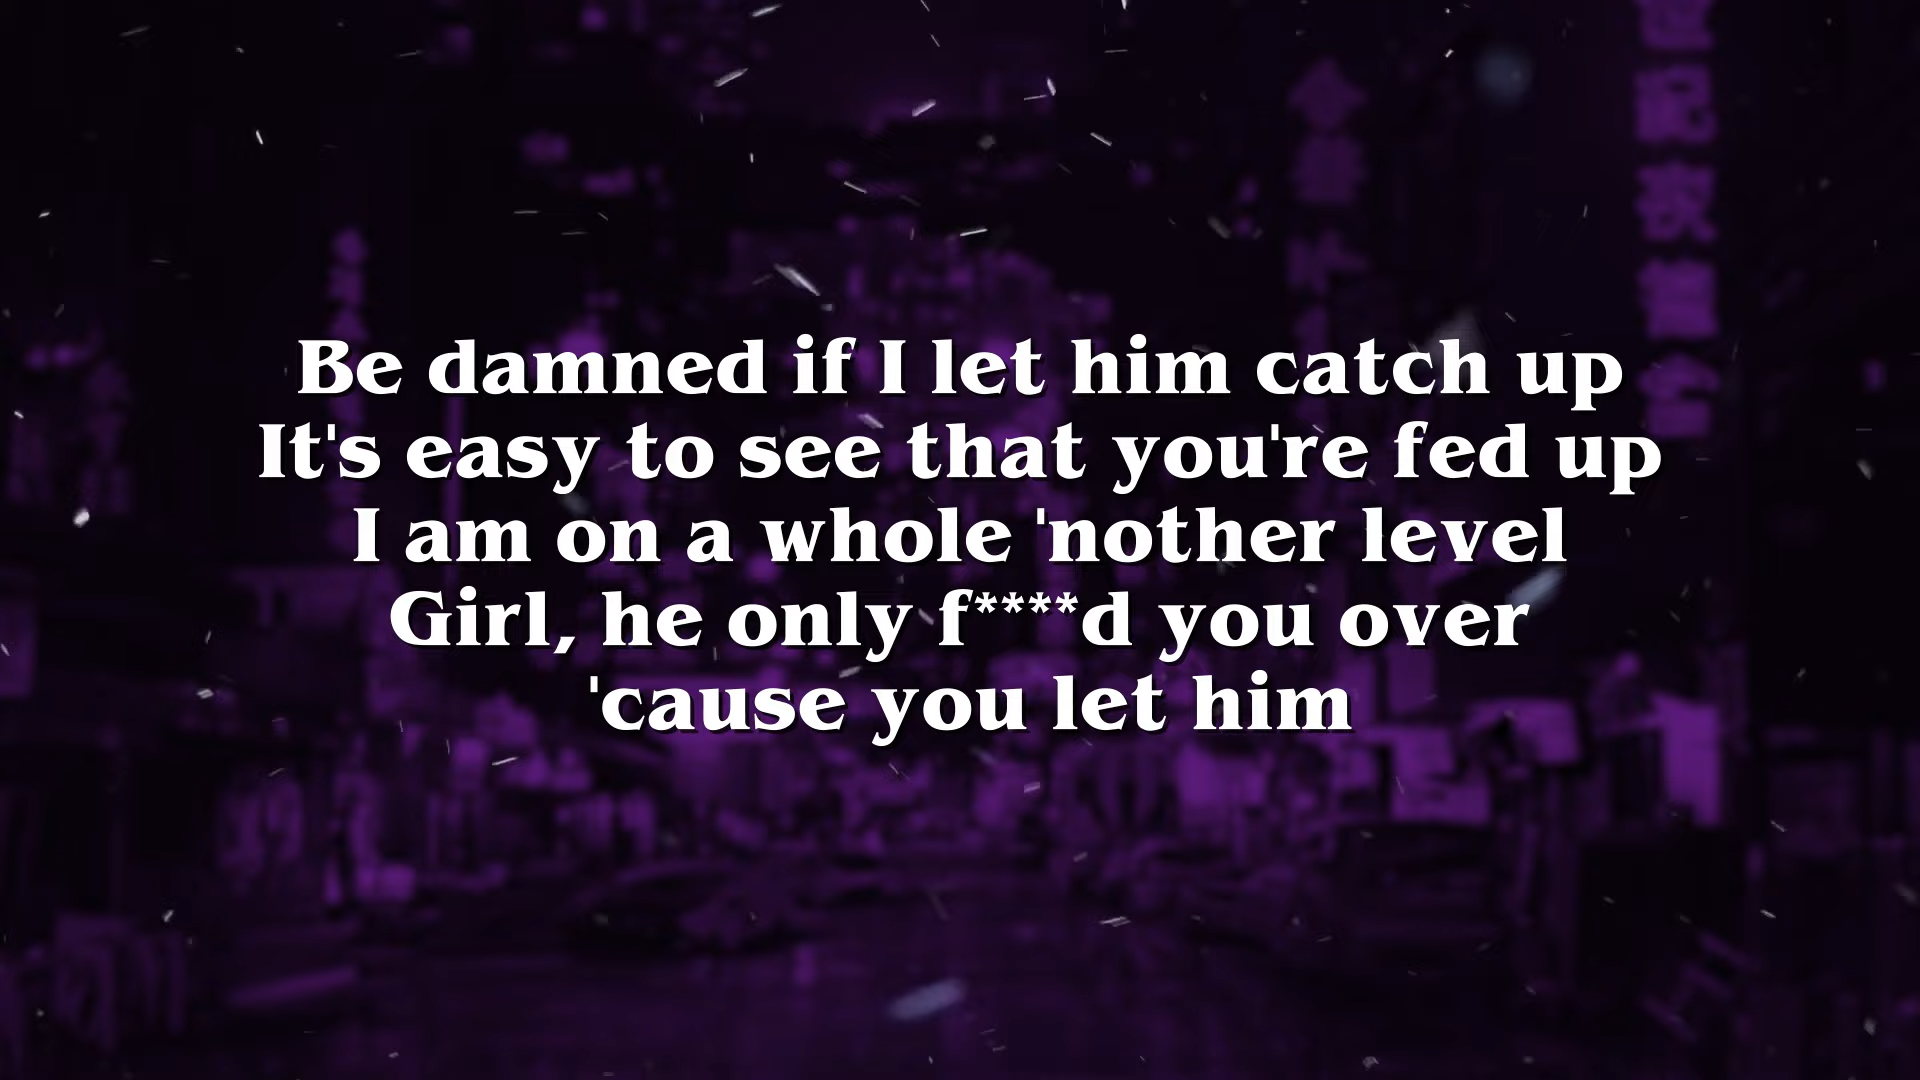 Be damned if I let him catch up
It's easy to see that you're fed up
I am on a whole 'nother level
Girl, he only f****d you over
'cause you let him